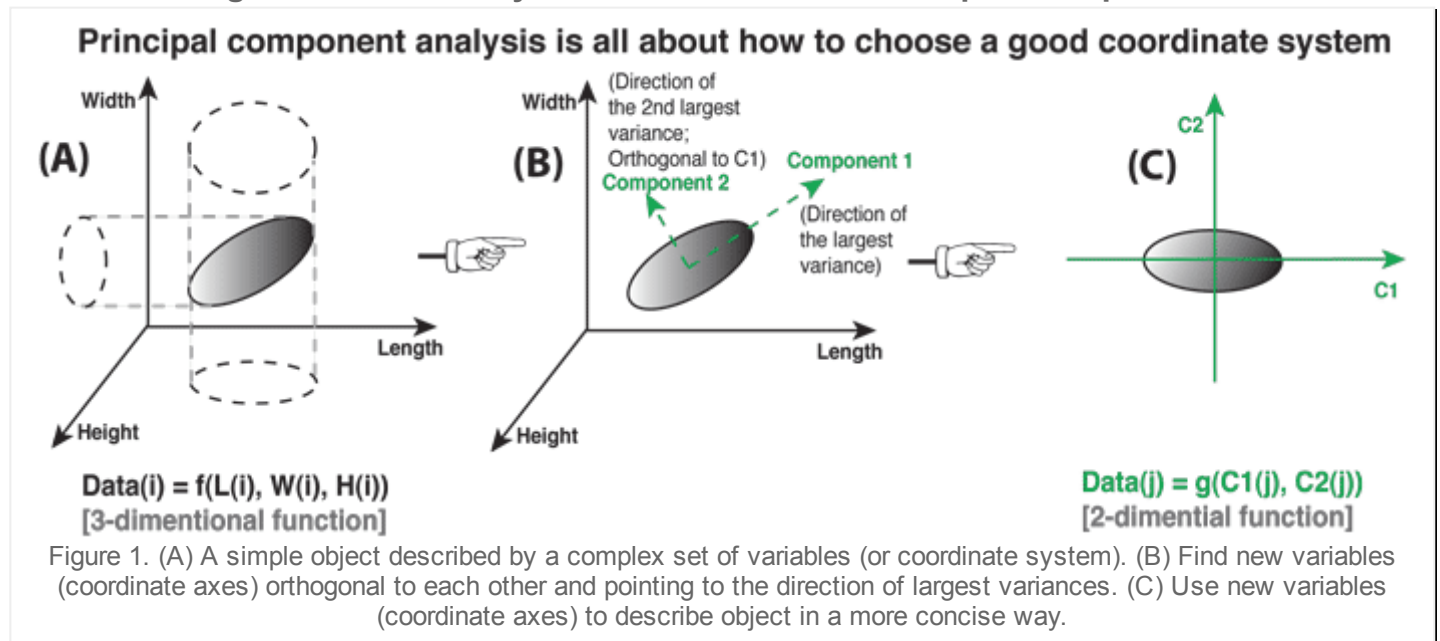 Principal component analysis is all about how to choose a good coordinate system
(A)
Width
Length
Height
Data(i) = f(L(i), W(i), H(i))
[3-dimentional function]
(B)
Width
(Direction of
the 2nd largest
variance;
Orthogonal to C1)
Component 2
Component 1
(Direction of
the largest
variance)
Length
Height
(C)
C2
C1
Data(j) = g(C1(j), C2(j))
[2-dimential function]
Figure 1. (A) A simple object described by a complex set of variables (or coordinate system). (B) Find new variables
(coordinate axes) orthogonal to each other and pointing to the direction of largest variances. (C) Use new variables
(coordinate axes) to describe object in a more concise way.